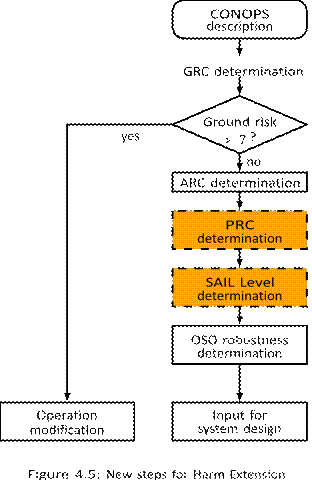 CONOPS
description
GRC determination
Ground risk
> 7?
yes
no
ARC determination
PRC
determination
SAIL Level
determination
OSO robustness
determination
Operation
modification
Input for
system design
Figure 4.5: New steps for Harm Extension